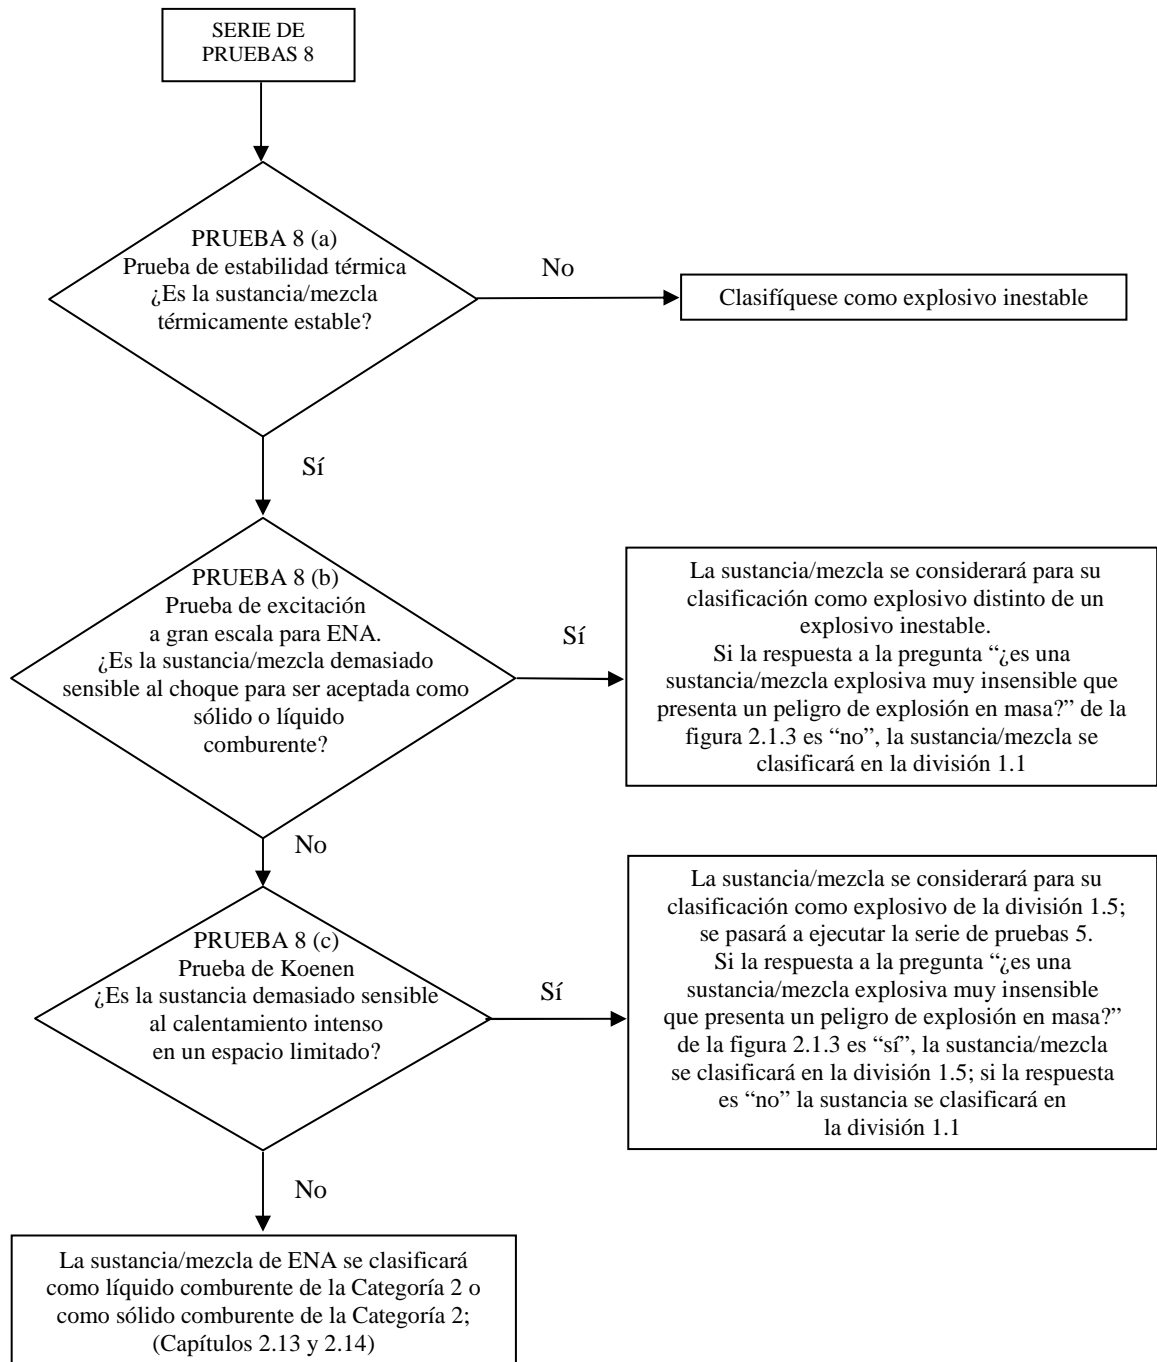 SERIE DE
PRUEBAS 8
PRUEBA 8 (a)
Prueba de estabilidad térmica
¿Es la sustancia/mezcla
térmicamente estable?
No
Clasifíquese como explosivo inestable
Sí
PRUEBA 8 (b)
Prueba de excitación
a gran escala para ENA.
¿Es la sustancia/mezcla demasiado
sensible al choque para ser aceptada como
sólido o líquido
comburente?
Sí
La sustancia/mezcla se considerará para su
clasificación como explosivo distinto de un
explosivo inestable.
Si la respuesta a la pregunta “¿es una
sustancia/mezcla explosiva muy insensible que
presenta un peligro de explosión en masa?” de la
figura 2.1.3 es “no”, la sustancia/mezcla se
clasificará en la división 1.1
No
PRUEBA 8 (c)
Prueba de Koenen
¿Es la sustancia demasiado sensible
al calentamiento intenso
en un espacio limitado?
Sí
La sustancia/mezcla se considerará para su
clasificación como explosivo de la división 1.5;
se pasará a ejecutar la serie de pruebas 5.
Si la respuesta a la pregunta “¿es una
sustancia/mezcla explosiva muy insensible
que presenta un peligro de explosión en masa?”
de la figura 2.1.3 es “sí”, la sustancia/mezcla
se clasificará en la división 1.5; si la respuesta
es “no” la sustancia se clasificará en
la división 1.1
No
La sustancia/mezcla de ENA se clasificará
como líquido comburente de la Categoría 2 o
como sólido comburente de la Categoría 2;
(Capítulos 2.13 y 2.14)